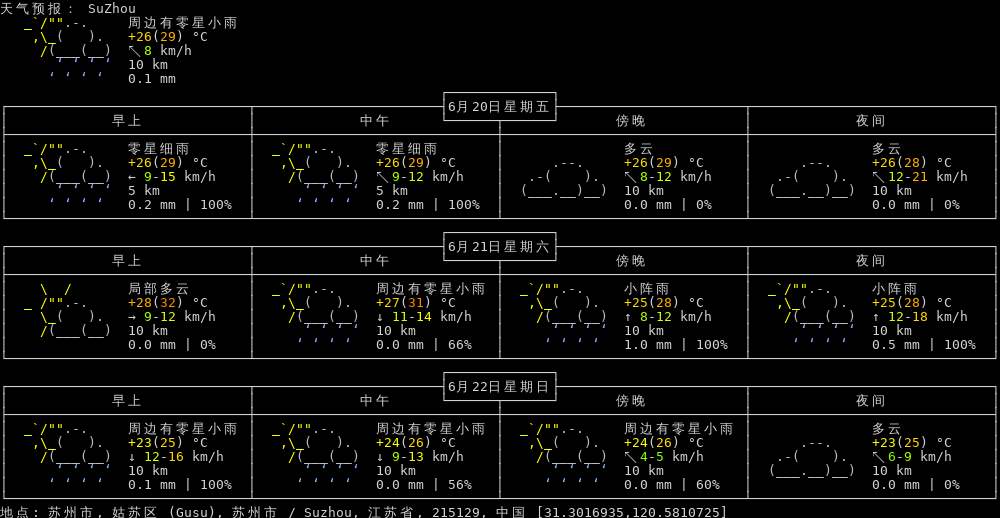 天气预报: SuZhou
周边有零星小雨
+26(29) °C
↖ 8 km/h
10 km
0.1 mm
6月20日星期五
早上 中午 傍晚 夜间
零星细雨 零星细雨 多云 多云
+26(29) °C +26(29) °C +26(29) °C +26(28) °C
← 9-15 km/h ↖ 9-12 km/h ↖ 8-12 km/h ↖ 12-21 km/h
5 km 5 km 10 km 10 km
0.2 mm | 100% 0.2 mm | 100% 0.0 mm | 0% 0.0 mm | 0%
6月21日星期六
早上 中午 傍晚 夜间
局部多云 周边有零星小雨 小阵雨 小阵雨
+28(32) °C +27(31) °C +25(28) °C +25(28) °C
→ 9-12 km/h ↓ 11-14 km/h ↑ 8-12 km/h ↑ 12-18 km/h
10 km 10 km 10 km 10 km
0.0 mm | 0% 0.0 mm | 66% 1.0 mm | 100% 0.5 mm | 100%
6月22日星期日
早上 中午 傍晚 夜间
周边有零星小雨 周边有零星小雨 周边有零星小雨 多云
+23(25) °C +24(26) °C +24(26) °C +23(25) °C
↓ 12-16 km/h ↓ 9-13 km/h ↖ 4-5 km/h ↖ 6-9 km/h
10 km 10 km 10 km 10 km
0.1 mm | 100% 0.0 mm | 56% 0.0 mm | 60% 0.0 mm | 0%
地点: 苏州市, 姑苏区 (Gusu), 苏州市 / Suzhou, 江苏省, 215129, 中国 [31.3016935,120.5810725]